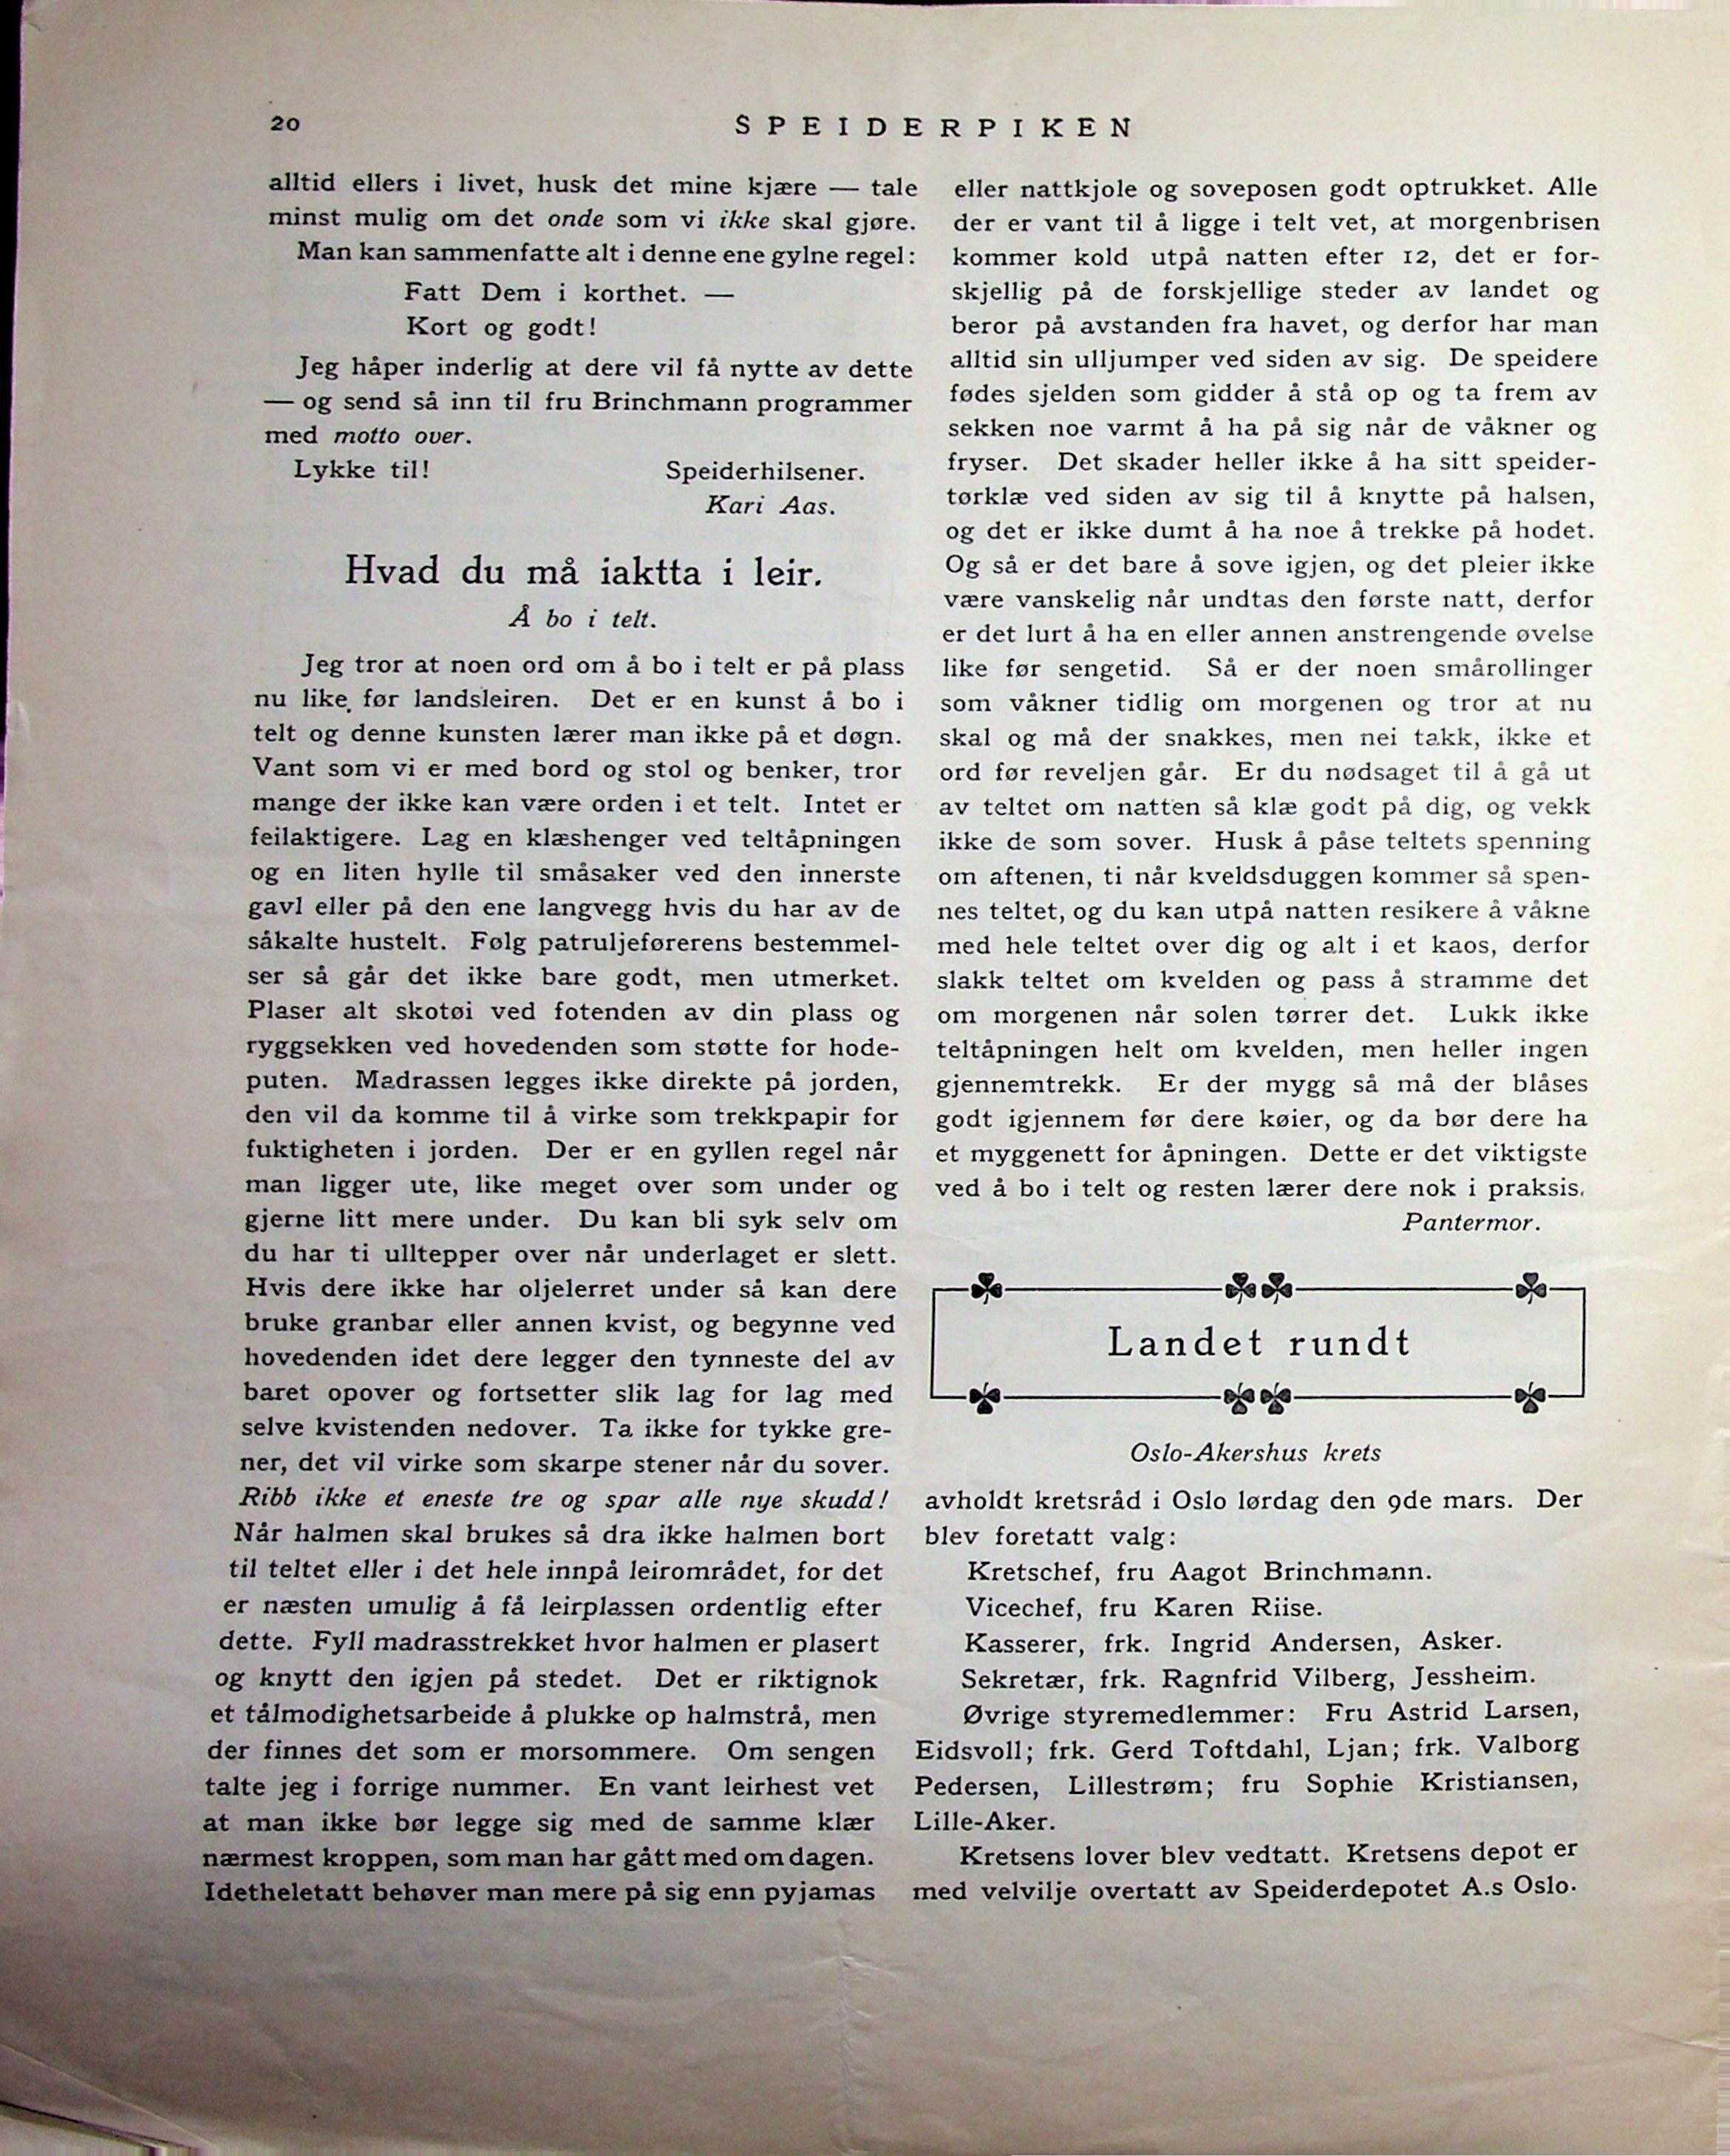 20
SPEIDERPIKEN
alltid ellers i livet, husk det mine kjære — tale
minst mulig om det onde som vi ikke skal gjøre.
Man kan sammenfatte alt i denne ene gylne regel:
Fatt Dem i korthet. —
Kort og godt!
Jeg håper inderlig at dere vil få nytte av dette
— og send så inn til fru Brinchmann programmer
med motto over.
Lykke til! Speiderhilsener.
Kari Aas.
Hvad du må iaktta i leir.
Å bo i telt.
Jeg tror at noen ord om å bo i telt er på plass
nu like før landsleiren. Det er en kunst å bo i
telt og denne kunsten lærer man ikke på et døgn.
Vant som vi er med bord og stol og benker, tror
mange der ikke kan være orden i et telt. Intet er
feilaktigere. Lag en klæshenger ved teltåpningen
og en liten hylle til småsaker ved den innerste
gavl eller på den ene langvegg hvis du har av de
såkalte hustelt. Følg patruljeførerens bestemmel-
ser så går det ikke bare godt, men utmerket.
Plaser alt skotøi ved fotenden av din plass og
ryggsekken ved hovedenden som støtte for hode-
puten. Madrassen legges ikke direkte på jorden,
den vil da komme til å virke som trekkpapir for
fuktigheten i jorden. Der er en gyllen regel når
man ligger ute, like meget over som under og
gjerne litt mere under. Du kan bli syk selv om
du har ti ulltepper over når underlaget er slett.
Hvis dere ikke har oljelerret under så kan dere
bruke granbar eller annen kvist, og begynne ved
hovedenden idet dere legger den tynneste del av
baret opover og fortsetter slik lag for lag med
selve kvistenden nedover. Ta ikke for tykke gre-
ner, det vil virke som skarpe stener når du sover.
Ribb ikke et eneste tre og spar alle nye skudd!
Når halmen skal brukes så dra ikke halmen bort
til teltet eller i det hele innpå leirområdet, for det
er næsten umulig å få leirplassen ordentlig efter
dette. Fyll madrasstrekket hvor halmen er plasert
og knytt den igjen på stedet. Det er riktignok
et tålmodighetsarbeide å plukke op halmstrå, men
der finnes det som er morsommere. Om sengen
talte jeg i forrige nummer. En vant leirhest vet
at man ikke bør legge sig med de samme klær
nærmest kroppen, som man har gått med om dagen.
Idetheletatt behøver man mere på sig enn pyjamas
eller nattkjole og soveposen godt optrukket. Alle
der er vant til å ligge i telt vet, at morgenbrisen
kommer kold utpå natten efter 12, det er for-
skjellig på de forskjellige steder av landet og
beror på avstanden fra havet, og derfor har man
alltid sin ulljumper ved siden av sig. De speidere
fødes sjelden som gidder å stå op og ta frem av
sekken noe varmt å ha på sig når de våkner og
fryser. Det skader heller ikke å ha sitt speider-
tørklæ ved siden av sig til å knytte på halsen,
og det er ikke dumt å ha noe å trekke på hodet.
Og så er det bare å sove igjen, og det pleier ikke
være vanskelig når undtas den første natt, derfor
er det lurt å ha en eller annen anstrengende øvelse
like før sengetid. Så er der noen smårollinger
som våkner tidlig om morgenen og tror at nu
skal og må der snakkes, men nei takk, ikke et
ord før reveljen går. Er du nødsaget til å gå ut
av teltet om natten så klæ godt på dig, og vekk
ikke de som sover. Husk å påse teltets spenning
om aftenen, ti når kveldsduggen kommer så spen-
nes teltet, og du kan utpå natten resikere å våkne
med hele teltet over dig og alt i et kaos, derfor
slakk teltet om kvelden og pass å stramme det
om morgenen når solen tørrer det. Lukk ikke
teltåpningen helt om kvelden, men heller ingen
gjennemtrekk. Er der mygg så må der blåses
godt igjennem før dere køier, og da bør dere ha
et myggenett for åpningen. Dette er det viktigste
ved å bo i telt og resten lærer dere nok i praksis.
Pantermor.
Landet rundt
Oslo-Akershus krets
avholdt kretsråd i Oslo lørdag den 9de mars. Der
blev foretatt valg:
Kretschef, fru Aagot Brinchmann.
Vicechef, fru Karen Riise.
Kasserer, frk. Ingrid Andersen, Asker.
Sekretær, frk. Ragnfrid Vilberg, Jessheim.
Øvrige styremedlemmer: Fru Astrid Larsen,
Eidsvoll; frk. Gerd Toftdahl, Ljan; frk. Valborg
Pedersen, Lillestrøm; fru Sophie Kristiansen,
Lille-Aker.
Kretsens lover blev vedtatt. Kretsens depot er
med velvilje overtatt av Speiderdepotet A.s Oslo.